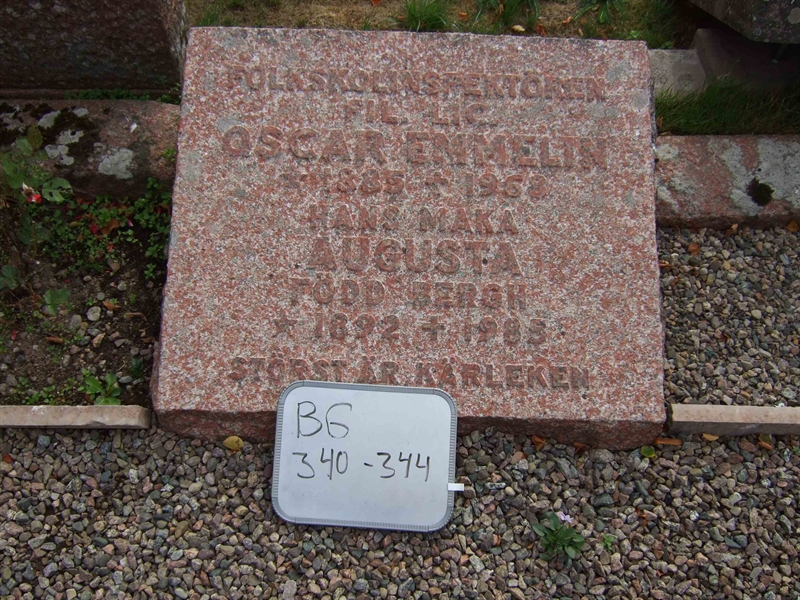 FOLKSKOLINSPEKTÖREN
FIL. LIC.
OSCAR EMMELIN
* 1885 + 1968
HANS MAKA
AUGUSTA
FÖDD BERGH
* 1892 + 1985
STÖRST ÄR KÄRLEKEN
BG
340 - 344